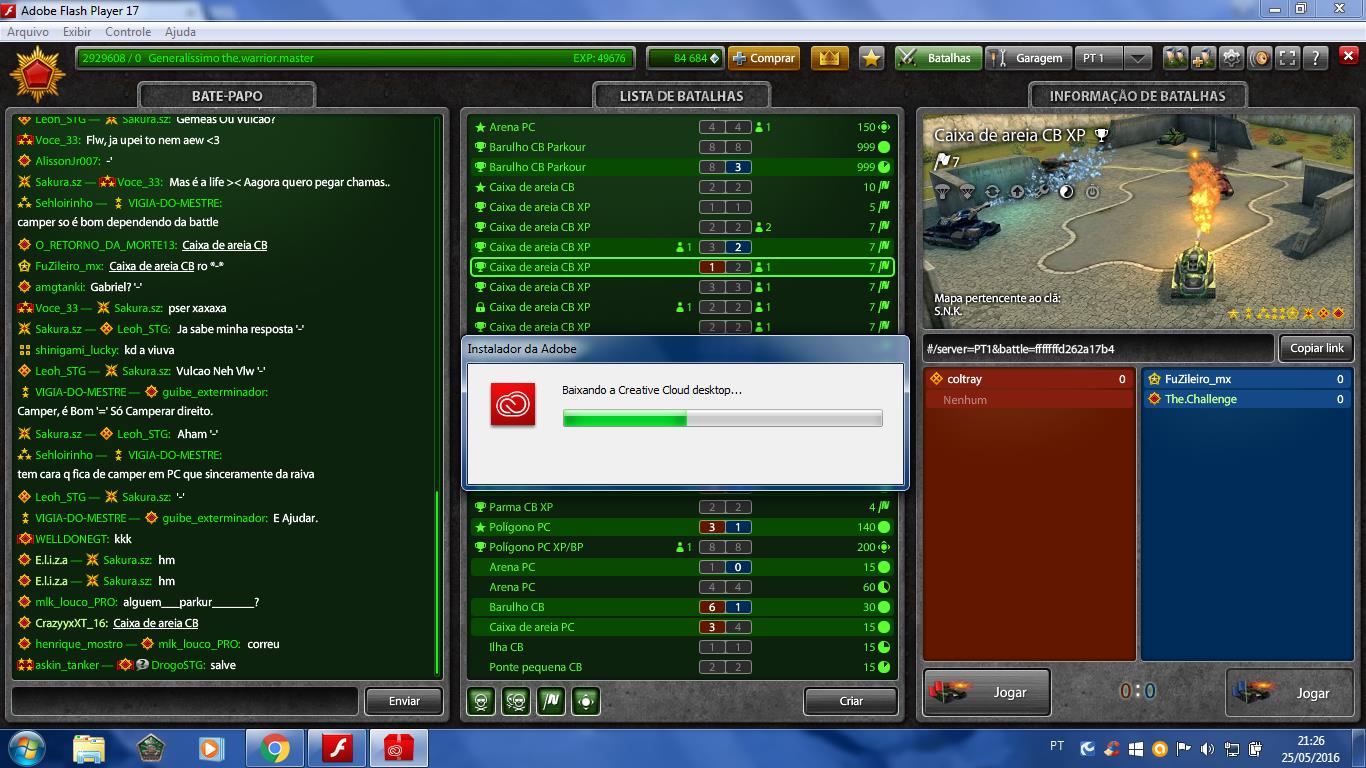 Adobe Flash Player 17
Arquivo Exibir Controle Ajuda
2929608 / 0 Generalíssimo the.warrior.master EXP: 49676
84 684
Comprar
Batalhas
Garagem
PT 1
?
BATE-PAPO
Leoh_STG — Sakura.sz: Gemeas Ou Vulcao?
Voce_33: Flw, ja upei to nem aew <3
AlissonJr007: -'
Sakura.sz — Voce_33: Mas é a life >< Aagora quero pegar chamas..
Sehloirinho — VIGIA-DO-MESTRE:
camper so é bom dependendo da battle
O_RETORNO_DA_MORTE13: Caixa de areia CB
FuZileiro_mx: Caixa de areia CB ro *-*
amgtanki: Gabriel? '-'
Voce_33 — Sakura.sz: pser xaxaxa
Sakura.sz — Leoh_STG: Ja sabe minha resposta '-'
shinigami_lucky: kd a viuva
Leoh_STG — Sakura.sz: Vulcao Neh Vlw '-'
VIGIA-DO-MESTRE — guibe_exterminador:
Camper, é Bom '=' Só Camperar direito.
Sakura.sz — Leoh_STG: Aham '-'
Sehloirinho — VIGIA-DO-MESTRE:
tem cara q fica de camper em PC que sinceramente da raiva
Leoh_STG — Sakura.sz: '-'
VIGIA-DO-MESTRE — guibe_exterminador: E Ajudar.
WELLDONEGT: kkk
E.l.i.z.a — Sakura.sz: hm
E.l.i.z.a — Sakura.sz: hm
mlk_louco_PRO: alguem___parkur_______?
CrazyyxXT_16: Caixa de areia CB
henrique_mostro — mlk_louco_PRO: correu
askin_tanker — DrogoSTG: salve
Enviar
LISTA DE BATALHAS
Arena PC 4 4 1 150
Barulho CB Parkour 8 8 999
Barulho CB Parkour 8 3 999
Caixa de areia CB 2 2 10
Caixa de areia CB XP 1 1 5
Caixa de areia CB XP 2 2 2 7
Caixa de areia CB XP 1 3 2 7
Caixa de areia CB XP 1 2 1 7
Caixa de areia CB XP 3 3 1 7
Caixa de areia CB XP 1 2 2 1 7
Caixa de areia CB XP 2 2 1 7
Instalador da Adobe
Baixando a Creative Cloud desktop...
Parma CB XP 2 2 4
Polígono PC 3 1 140
Polígono PC XP/BP 1 8 8 200
Arena PC 1 0 15
Arena PC 4 4 60
Barulho CB 6 1 30
Caixa de areia PC 3 4 15
Ilha CB 1 1 15
Ponte pequena CB 2 2 15
Criar
INFORMAÇÃO DE BATALHAS
Caixa de areia CB XP
7
Mapa pertencente ao clã:
S.N.K.
#/server=PT1&battle=fffffffd262a17b4
Copiar link
coltray 0
Nenhum
FuZileiro_mx 0
The.Challenge 0
Jogar
0 : 0
Jogar
PT
21:26
25/05/2016